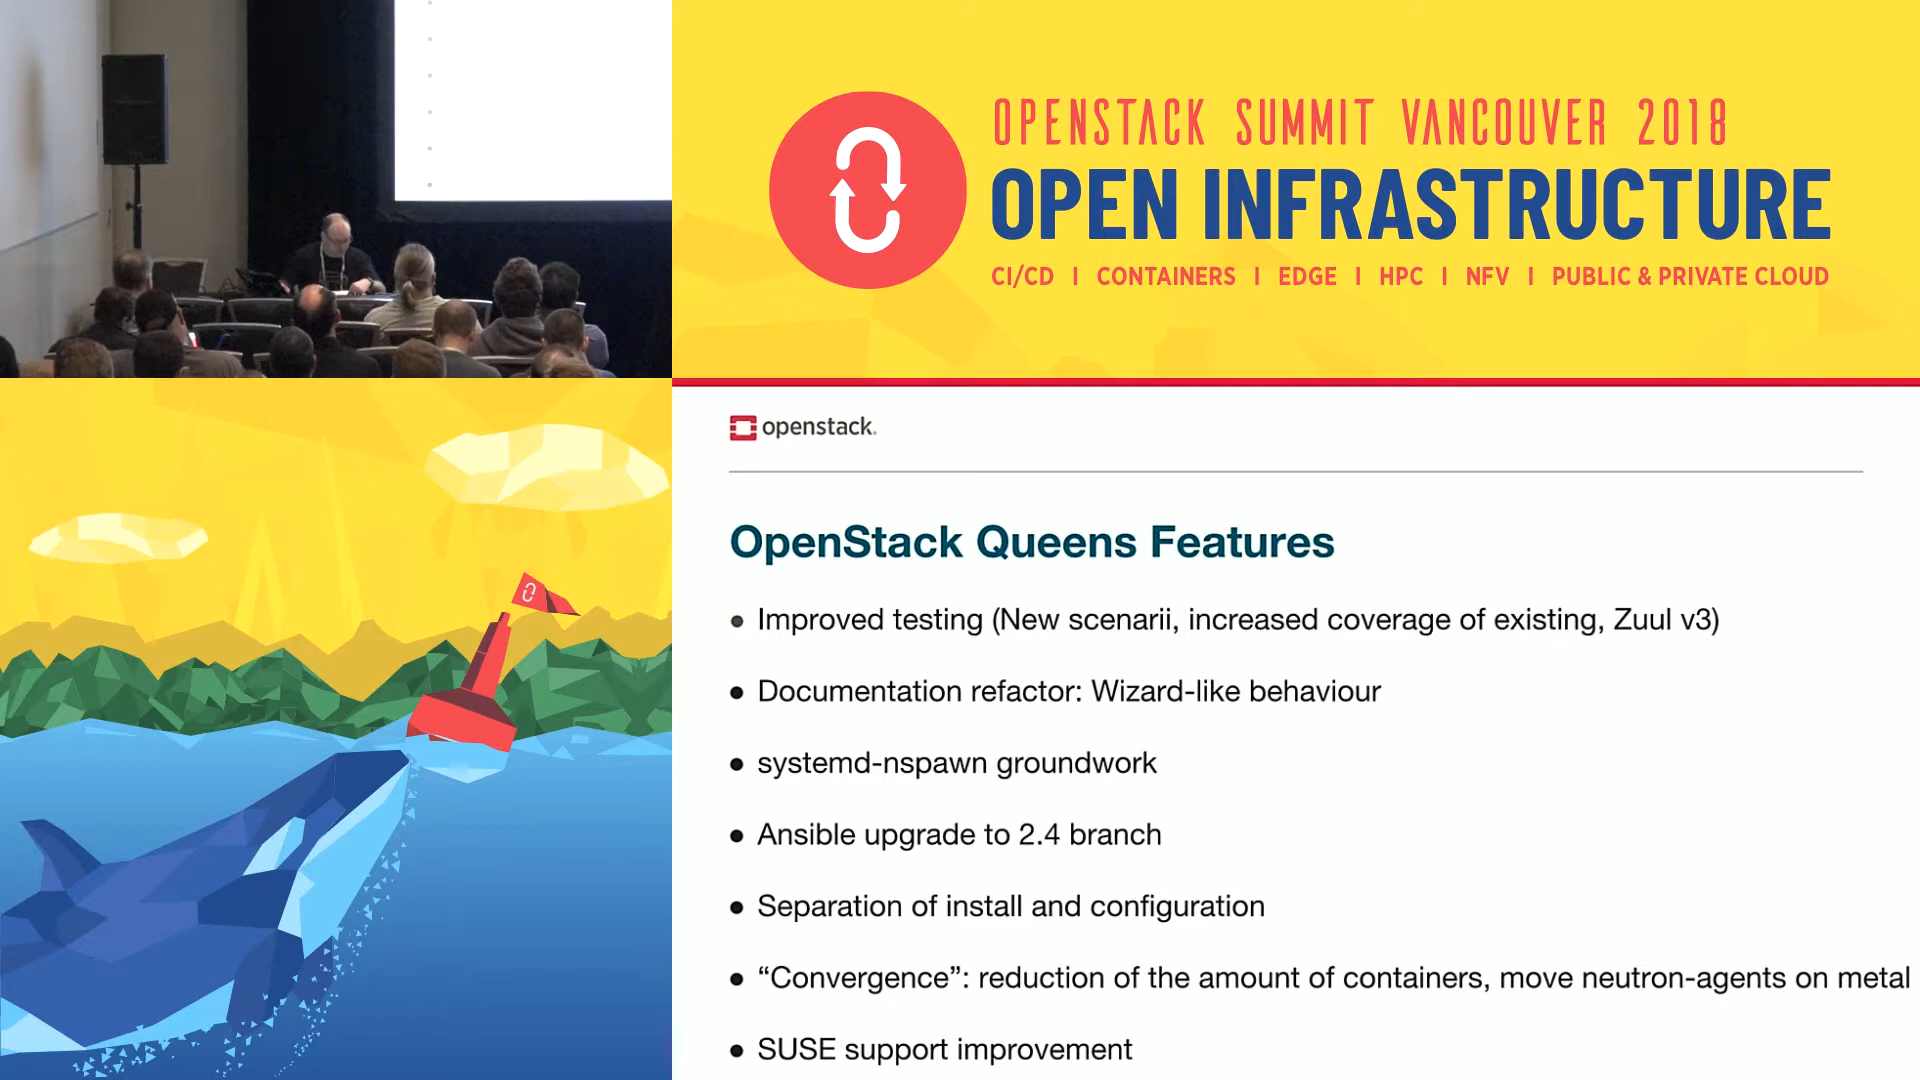 OPENSTACK SUMMIT VANCOUVER 2018
OPEN INFRASTRUCTURE
CI/CD | CONTAINERS | EDGE | HPC | NFV | PUBLIC & PRIVATE CLOUD
openstack.
OpenStack Queens Features
• Improved testing (New scenarii, increased coverage of existing, Zuul v3)
• Documentation refactor: Wizard-like behaviour
• systemd-nspawn groundwork
• Ansible upgrade to 2.4 branch
• Separation of install and configuration
• “Convergence”: reduction of the amount of containers, move neutron-agents on metal
• SUSE support improvement